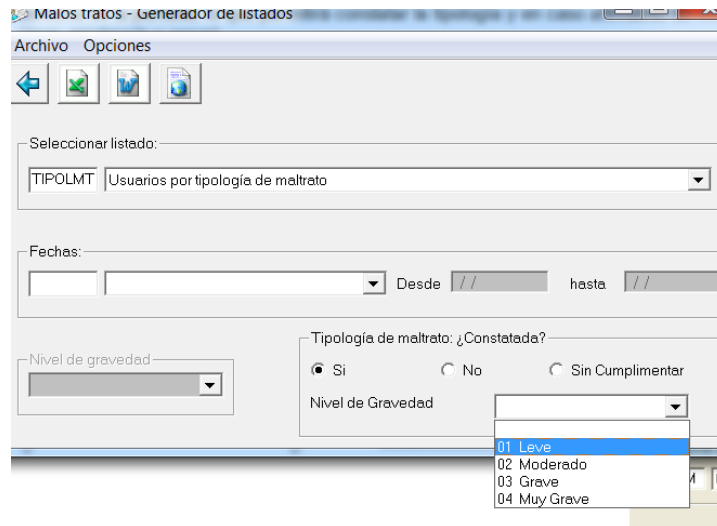 Malos tratos - Generador de listados
Archivo Opciones
Seleccionar listado:
TIPOLMT Usuarios por tipología de maltrato
Fechas:
Desde / / hasta / /
Tipología de maltrato: ¿Constatada?
Nivel de gravedad
Si No Sin Cumplimentar
Nivel de Gravedad
01 Leve
02 Moderado
03 Grave
04 Muy Grave